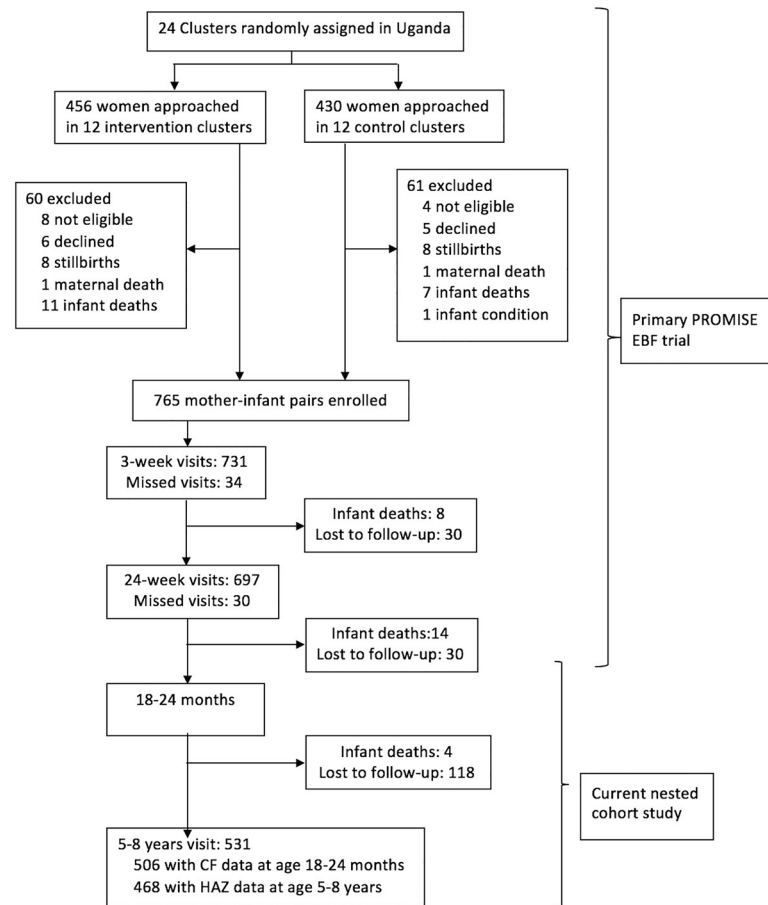 24 Clusters randomly assigned in Uganda
456 women approached
in 12 intervention clusters
430 women approached
in 12 control clusters
60 excluded
8 not eligible
6 declined
8 stillbirths
1 maternal death
11 infant deaths
61 excluded
4 not eligible
5 declined
8 stillbirths
1 maternal death
7 infant deaths
1 infant condition
Primary PROMISE
EBF trial
765 mother-infant pairs enrolled
3-week visits: 731
Missed visits: 34
Infant deaths: 8
Lost to follow-up: 30
24-week visits: 697
Missed visits: 30
Infant deaths:14
Lost to follow-up: 30
18-24 months
Infant deaths: 4
Lost to follow-up: 118
Current nested
cohort study
5-8 years visit: 531
506 with CF data at age 18-24 months
468 with HAZ data at age 5-8 years